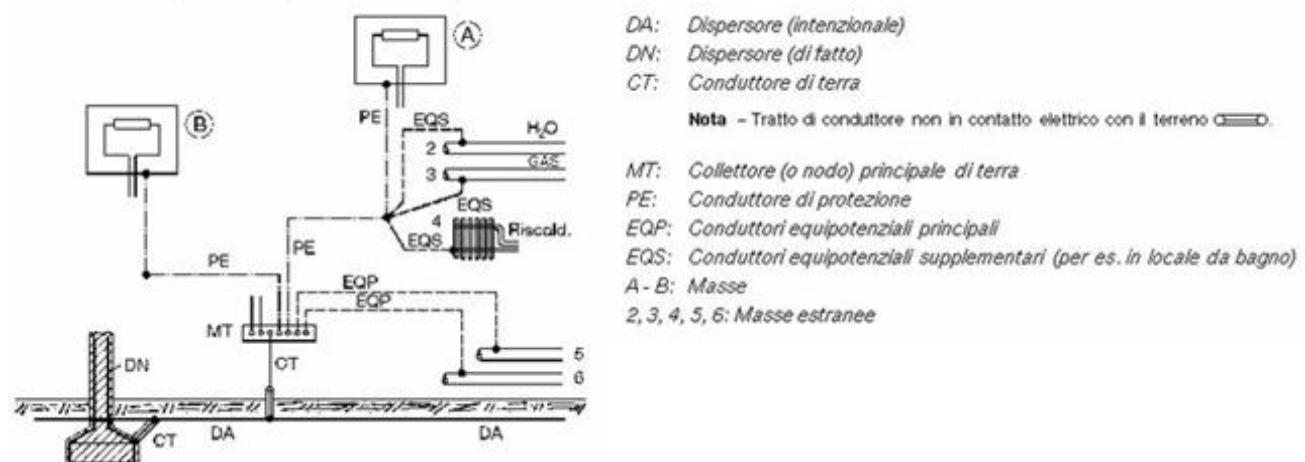 A
B
PE
EQS
H₂O
2
GAS
3
EQS
4
Riscald.
EQS
PE
PE
EQP
EQP
MT
CT
5
6
DN
CT
DA
DA
DA: Dispersore (intenzionale)
DN: Dispersore (di fatto)
CT: Conduttore di terra
Nota – Tratto di conduttore non in contatto elettrico con il terreno .
MT: Collettore (o nodo) principale di terra
PE: Conduttore di protezione
EQP: Conduttori equipotenziali principali
EQS: Conduttori equipotenziali supplementari (per es. in locale da bagno)
A - B: Masse
2, 3, 4, 5, 6: Masse estranee